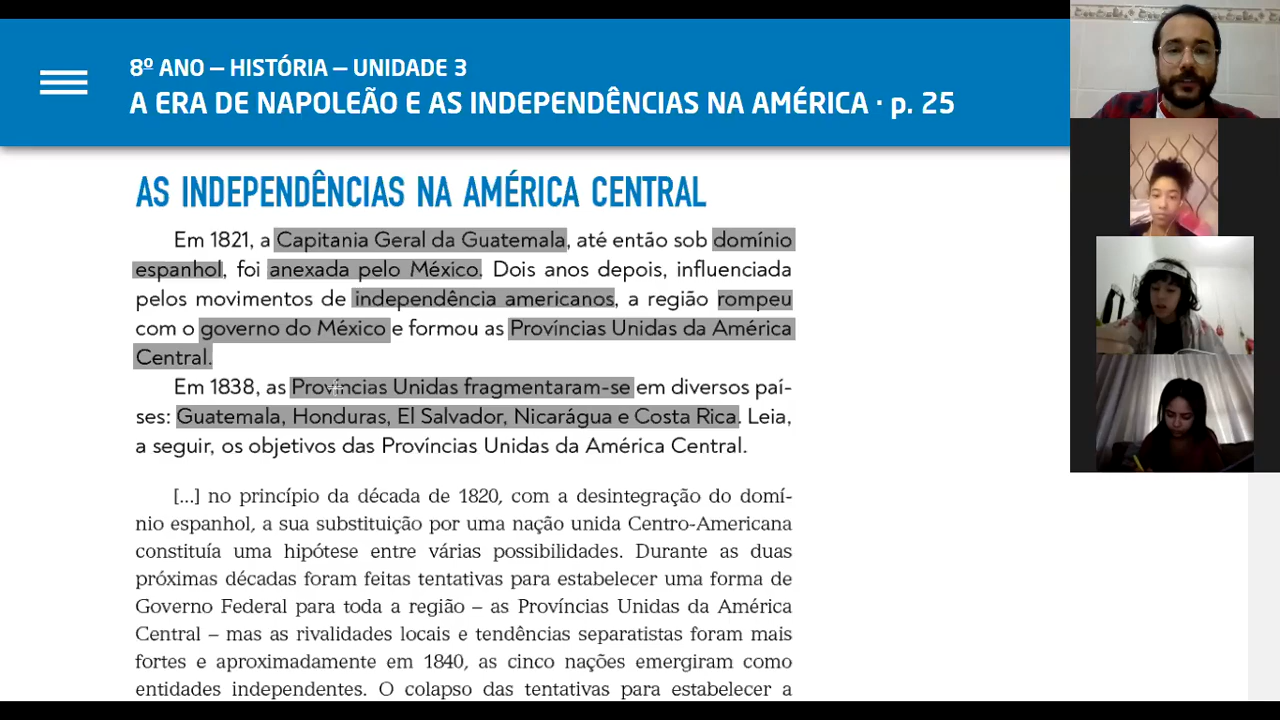 8º ANO – HISTÓRIA – UNIDADE 3
A ERA DE NAPOLEÃO E AS INDEPENDÊNCIAS NA AMÉRICA · p. 25
AS INDEPENDÊNCIAS NA AMÉRICA CENTRAL
Em 1821, a Capitania Geral da Guatemala, até então sob domínio
espanhol, foi anexada pelo México. Dois anos depois, influenciada
pelos movimentos de independência americanos, a região rompeu
com o governo do México e formou as Províncias Unidas da América
Central.
Em 1838, as Províncias Unidas fragmentaram-se em diversos paí-
ses: Guatemala, Honduras, El Salvador, Nicarágua e Costa Rica. Leia,
a seguir, os objetivos das Províncias Unidas da América Central.
[...] no princípio da década de 1820, com a desintegração do domí-
nio espanhol, a sua substituição por uma nação unida Centro-Americana
constituía uma hipótese entre várias possibilidades. Durante as duas
próximas décadas foram feitas tentativas para estabelecer uma forma de
Governo Federal para toda a região – as Províncias Unidas da América
Central – mas as rivalidades locais e tendências separatistas foram mais
fortes e aproximadamente em 1840, as cinco nações emergiram como
entidades independentes. O colapso das tentativas para estabelecer a